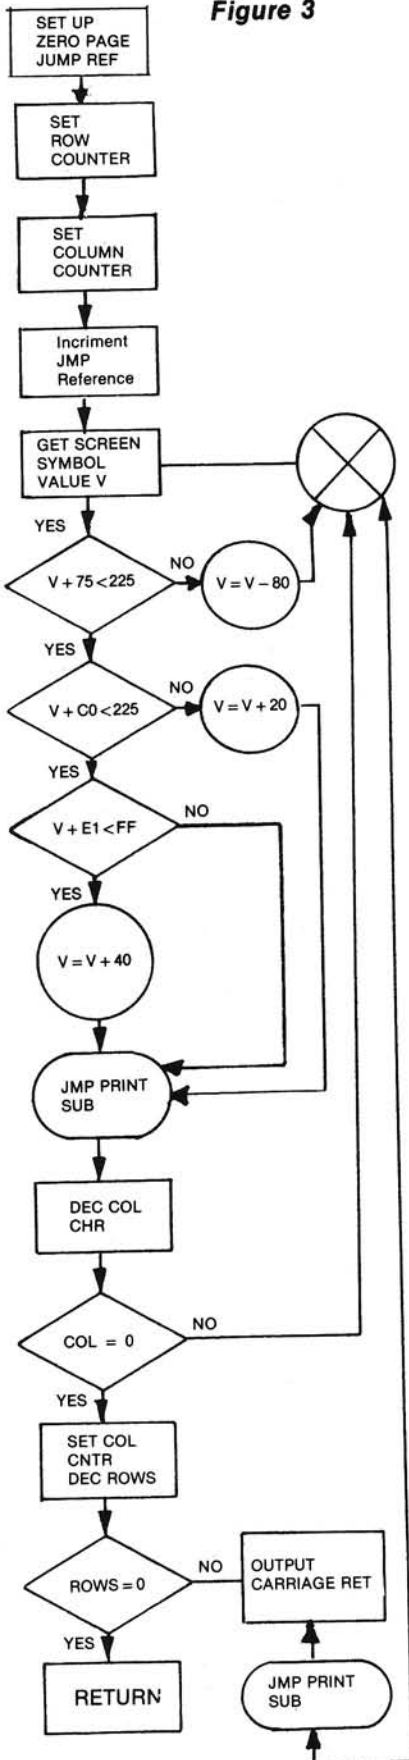 Figure 3
SET UP
ZERO PAGE
JUMP REF
SET
ROW
COUNTER
SET
COLUMN
COUNTER
Incriment
JMP
Reference
GET SCREEN
SYMBOL
VALUE V
YES
V + 75 < 225
NO
V = V – 80
YES
V + C0 < 225
NO
V = V + 20
YES
V + E1 < FF
NO
YES
V = V + 40
JMP PRINT
SUB
DEC COL
CHR
COL = 0
NO
YES
SET COL
CNTR
DEC ROWS
ROWS = 0
NO
OUTPUT
CARRIAGE RET
YES
RETURN
JMP PRINT
SUB